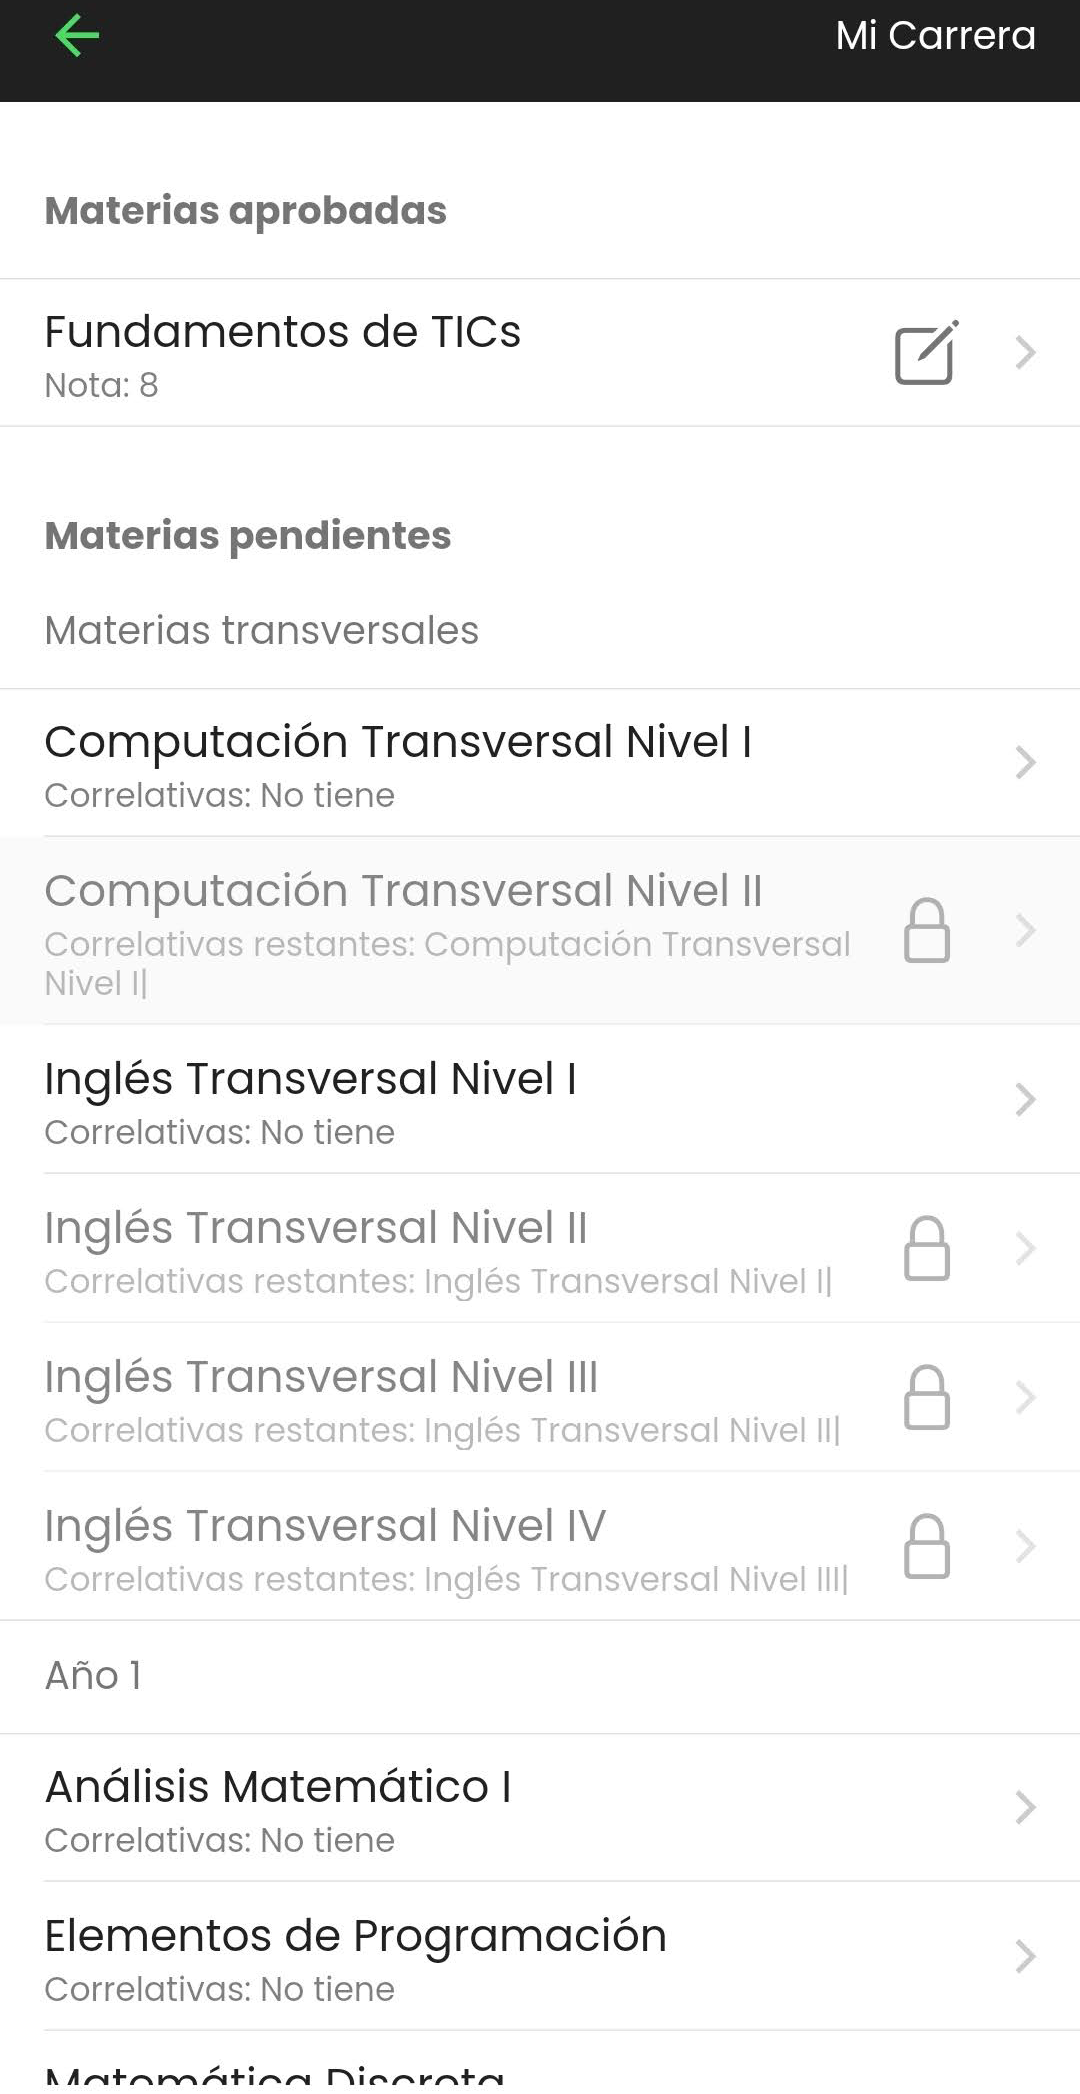 Mi Carrera
Materias aprobadas
Fundamentos de TICs
Nota: 8
Materias pendientes
Materias transversales
Computación Transversal Nivel I
Correlativas: No tiene
Computación Transversal Nivel II
Correlativas restantes: Computación Transversal
Nivel I|
Inglés Transversal Nivel I
Correlativas: No tiene
Inglés Transversal Nivel II
Correlativas restantes: Inglés Transversal Nivel I|
Inglés Transversal Nivel III
Correlativas restantes: Inglés Transversal Nivel II|
Inglés Transversal Nivel IV
Correlativas restantes: Inglés Transversal Nivel III|
Año 1
Análisis Matemático I
Correlativas: No tiene
Elementos de Programación
Correlativas: No tiene
Matemática Discreta